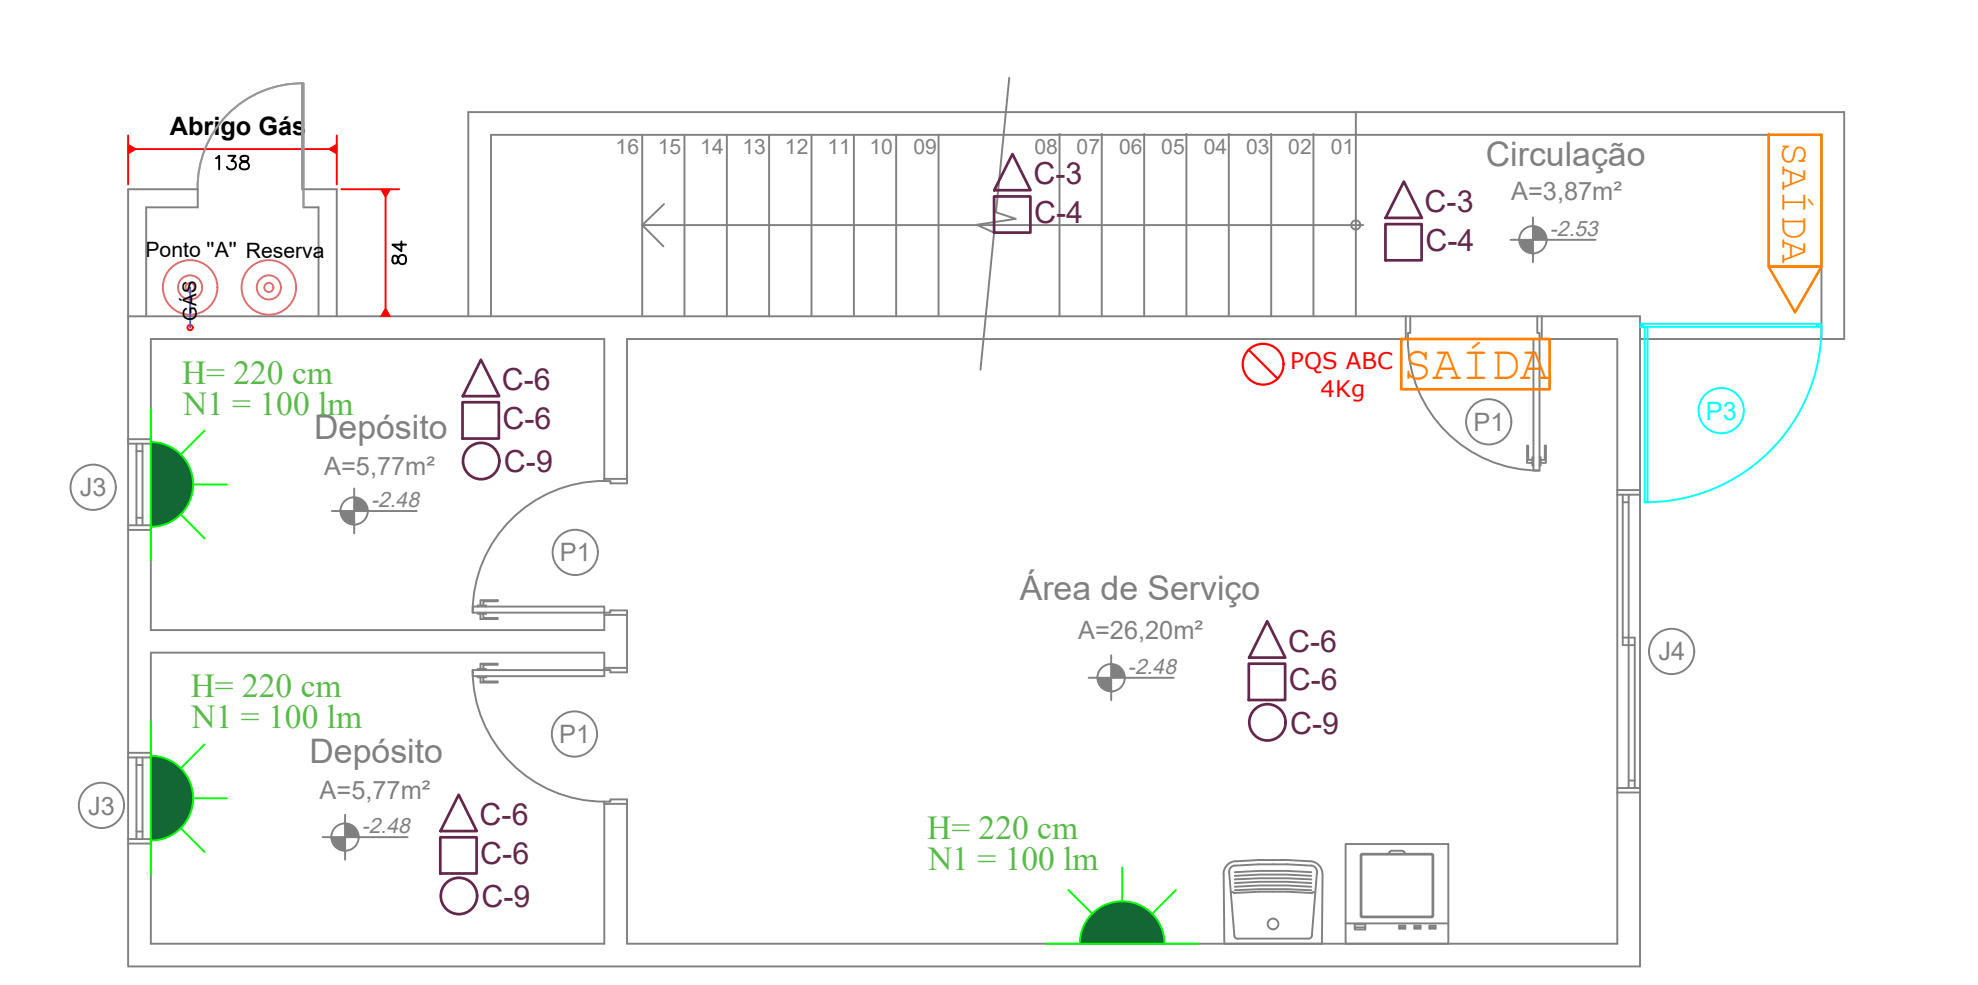 Abrigo Gás
138
84
Ponto "A"
Reserva
GÁS
16
15
14
13
12
11
10
09
08
07
06
05
04
03
02
01
C-3
C-4
C-3
C-4
Circulação
A=3,87m²
-2.53
SAÍDA
H= 220 cm
N1 = 100 lm
Depósito
A=5,77m²
-2.48
C-6
C-6
C-9
J3
P1
PQS ABC
4Kg
SAÍDA
P1
P3
Área de Serviço
A=26,20m²
-2.48
C-6
C-6
C-9
J4
H= 220 cm
N1 = 100 lm
Depósito
A=5,77m²
-2.48
C-6
C-6
C-9
J3
P1
H= 220 cm
N1 = 100 lm